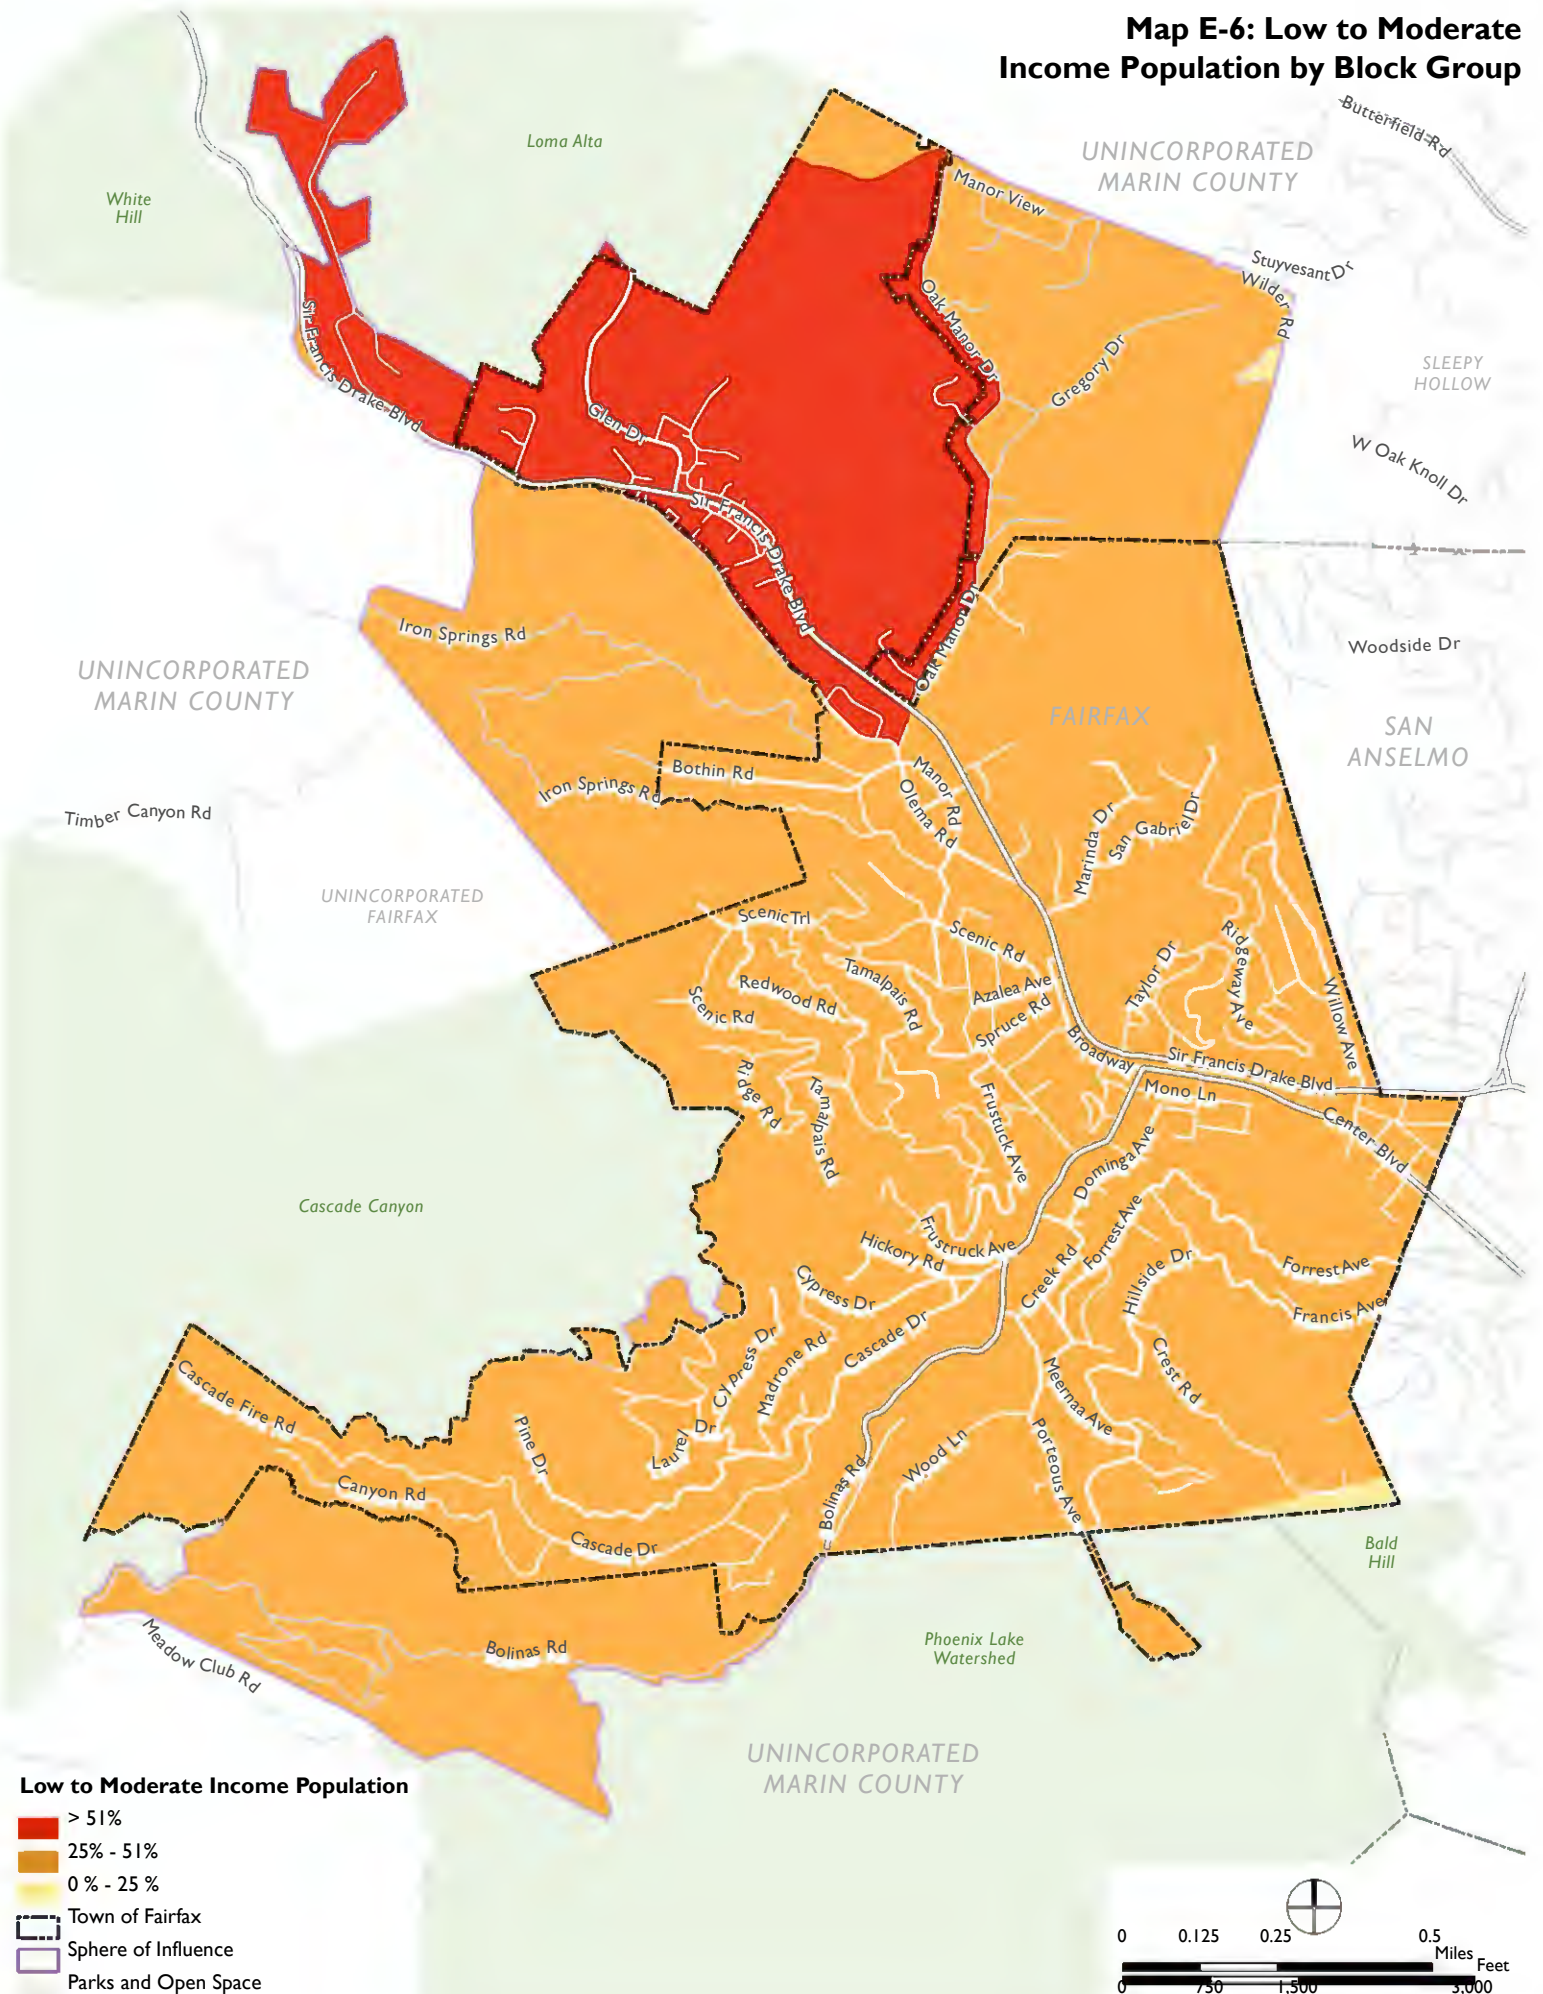 Map E-6: Low to Moderate
Income Population by Block Group
Butterfield Rd
UNINCORPORATED
MARIN COUNTY
Loma Alta
White
Hill
Manor View
Stuyvesant Dr
Wilder Rd
Sir Francis Drake Blvd
Oak Manor Dr
Gregory Dr
SLEEPY
HOLLOW
Glen Dr
W Oak Knoll Dr
Sir Francis Drake Blvd
Iron Springs Rd
Oak Manor Dr
Woodside Dr
UNINCORPORATED
MARIN COUNTY
FAIRFAX
SAN
ANSELMO
Bothin Rd
Iron Springs Rd
Manor Rd
Olema Rd
Timber Canyon Rd
Marinda Dr
San Gabriel Dr
UNINCORPORATED
FAIRFAX
Scenic Trl
Scenic Rd
Ridgeway Ave
Taylor Dr
Tamalpais Rd
Redwood Rd
Azalea Ave
Scenic Rd
Spruce Rd
Willow Ave
Broadway
Sir Francis Drake Blvd
Mono Ln
Ridge Rd
Tamalpais Rd
Frustuck Ave
Center Blvd
Dominga Ave
Cascade Canyon
Forrest Ave
Frustruck Ave
Hickory Rd
Creek Rd
Hillside Dr
Forrest Ave
Cypress Dr
Francis Ave
Cascade Dr
Cypress Dr
Madrone Rd
Crest Rd
Meernaa Ave
Cascade Fire Rd
Pine Dr
Laurel Dr
Porteous Ave
Wood Ln
Canyon Rd
Bolinas Rd
Cascade Dr
Bald
Hill
Meadow Club Rd
Bolinas Rd
Phoenix Lake
Watershed
UNINCORPORATED
MARIN COUNTY
Low to Moderate Income Population
> 51%
25% - 51%
0 % - 25 %
Town of Fairfax
Sphere of Influence
Parks and Open Space
0 0.125 0.25 0.5
Miles
Feet
0 750 1,500 3,000